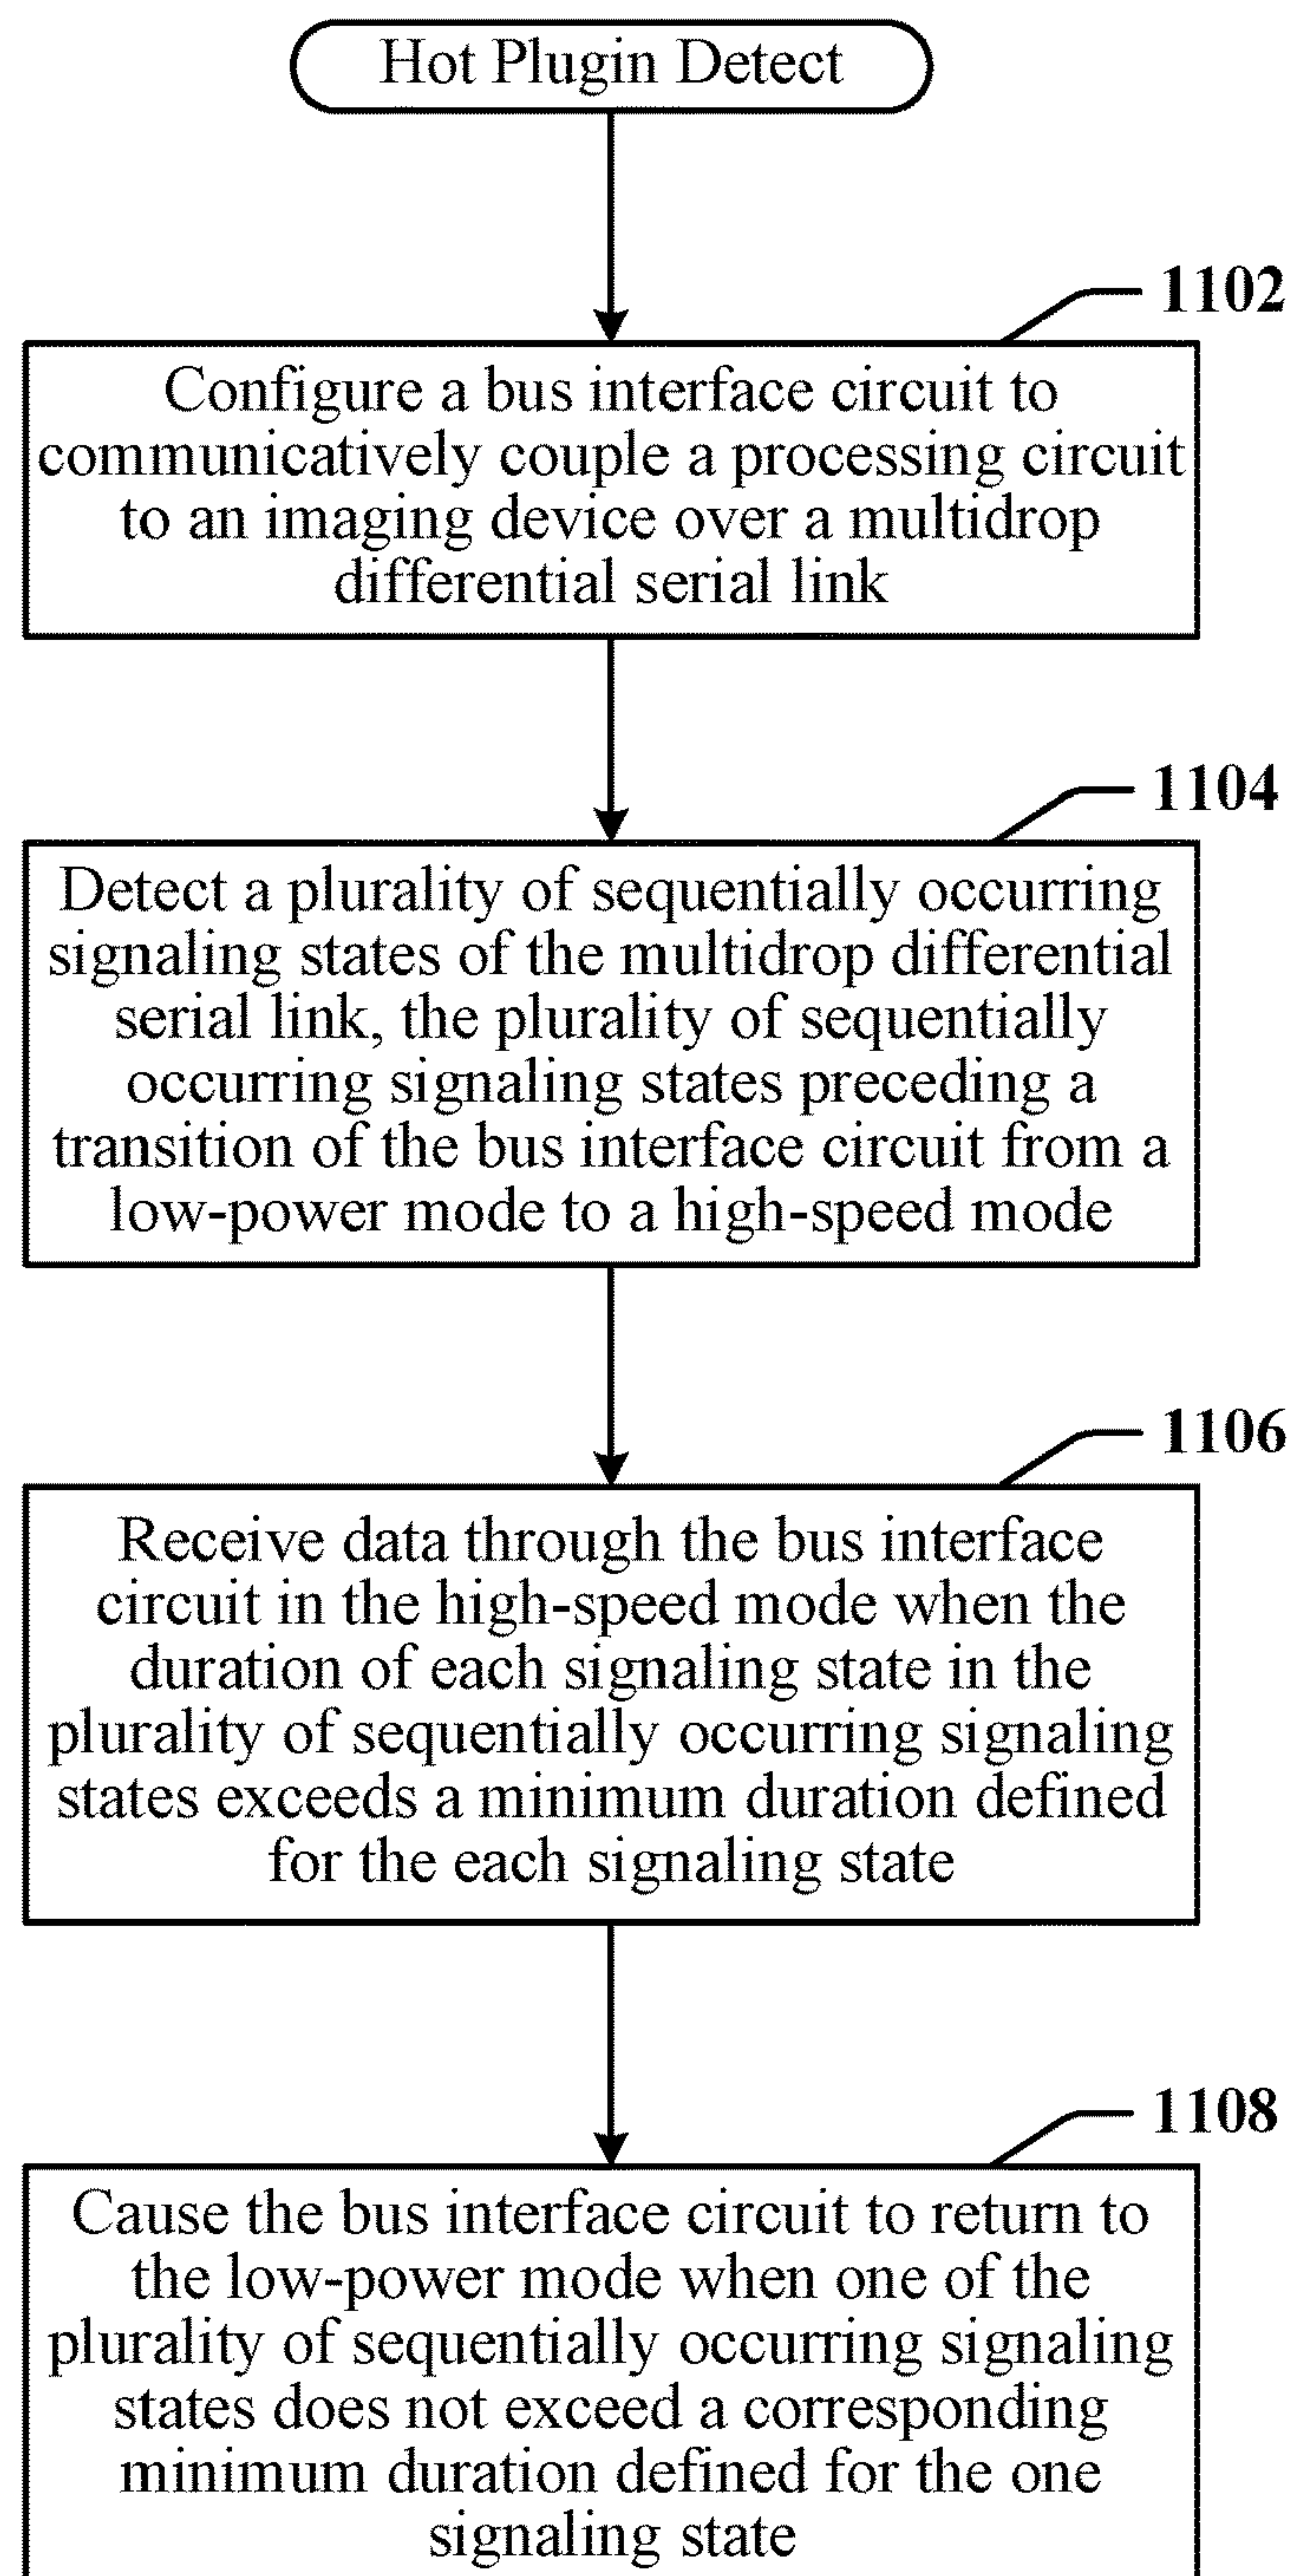 Hot Plugin Detect
1102
Configure a bus interface circuit to
communicatively couple a processing circuit
to an imaging device over a multidrop
differential serial link
1104
Detect a plurality of sequentially occurring
signaling states of the multidrop differential
serial link, the plurality of sequentially
occurring signaling states preceding a
transition of the bus interface circuit from a
low-power mode to a high-speed mode
1106
Receive data through the bus interface
circuit in the high-speed mode when the
duration of each signaling state in the
plurality of sequentially occurring signaling
states exceeds a minimum duration defined
for the each signaling state
1108
Cause the bus interface circuit to return to
the low-power mode when one of the
plurality of sequentially occurring signaling
states does not exceed a corresponding
minimum duration defined for the one
signaling state